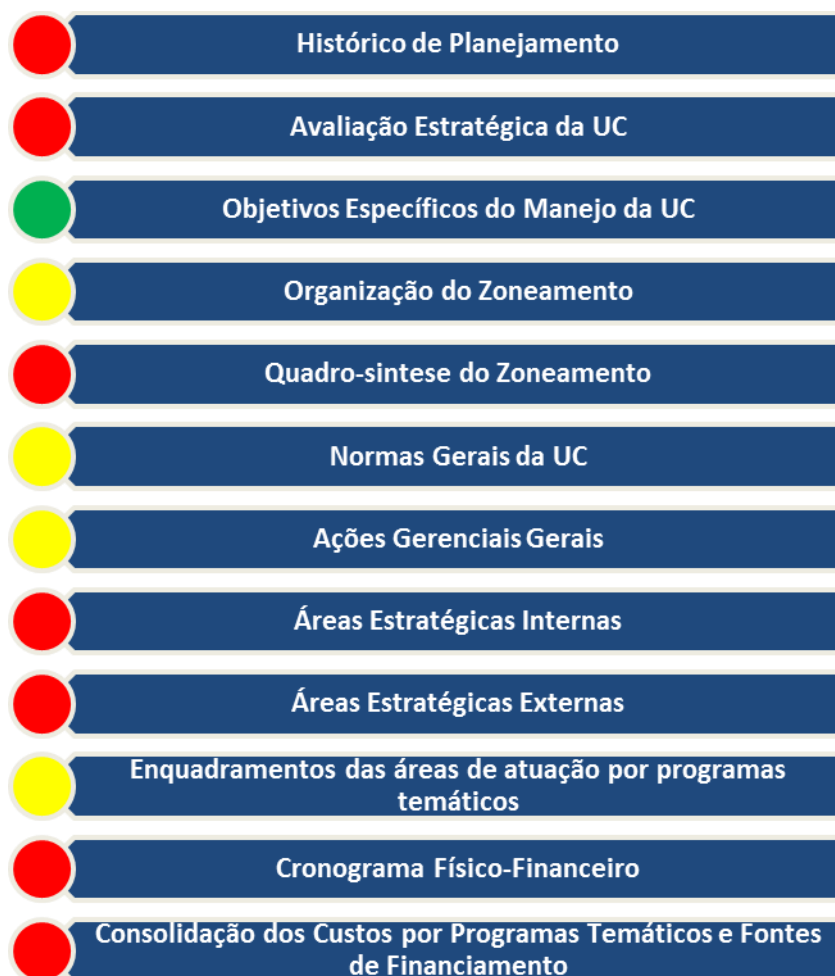 Histórico de Planejamento
Avaliação Estratégica da UC
Objetivos Específicos do Manejo da UC
Organização do Zoneamento
Quadro-sintese do Zoneamento
Normas Gerais da UC
Ações Gerenciais Gerais
Áreas Estratégicas Internas
Áreas Estratégicas Externas
Enquadramentos das áreas de atuação por programas
temáticos
Cronograma Físico-Financeiro
Consolidação dos Custos por Programas Temáticos e Fontes
de Financiamento